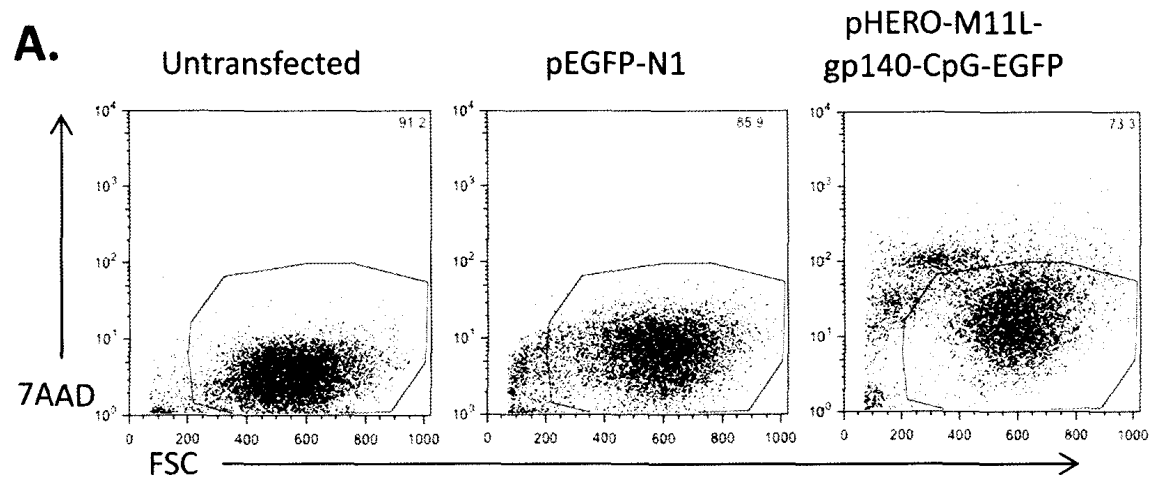 A.
Untransfected
pEGFP-N1
pHERO-M11L-
gp140-CpG-EGFP
7AAD
10⁴
10³
10²
10¹
10⁰
91.2
0 200 400 600 800 1000
10⁴
10³
10²
10¹
10⁰
85.9
0 200 400 600 800 1000
10⁴
10³
10²
10¹
10⁰
73.3
0 200 400 600 800 1000
FSC